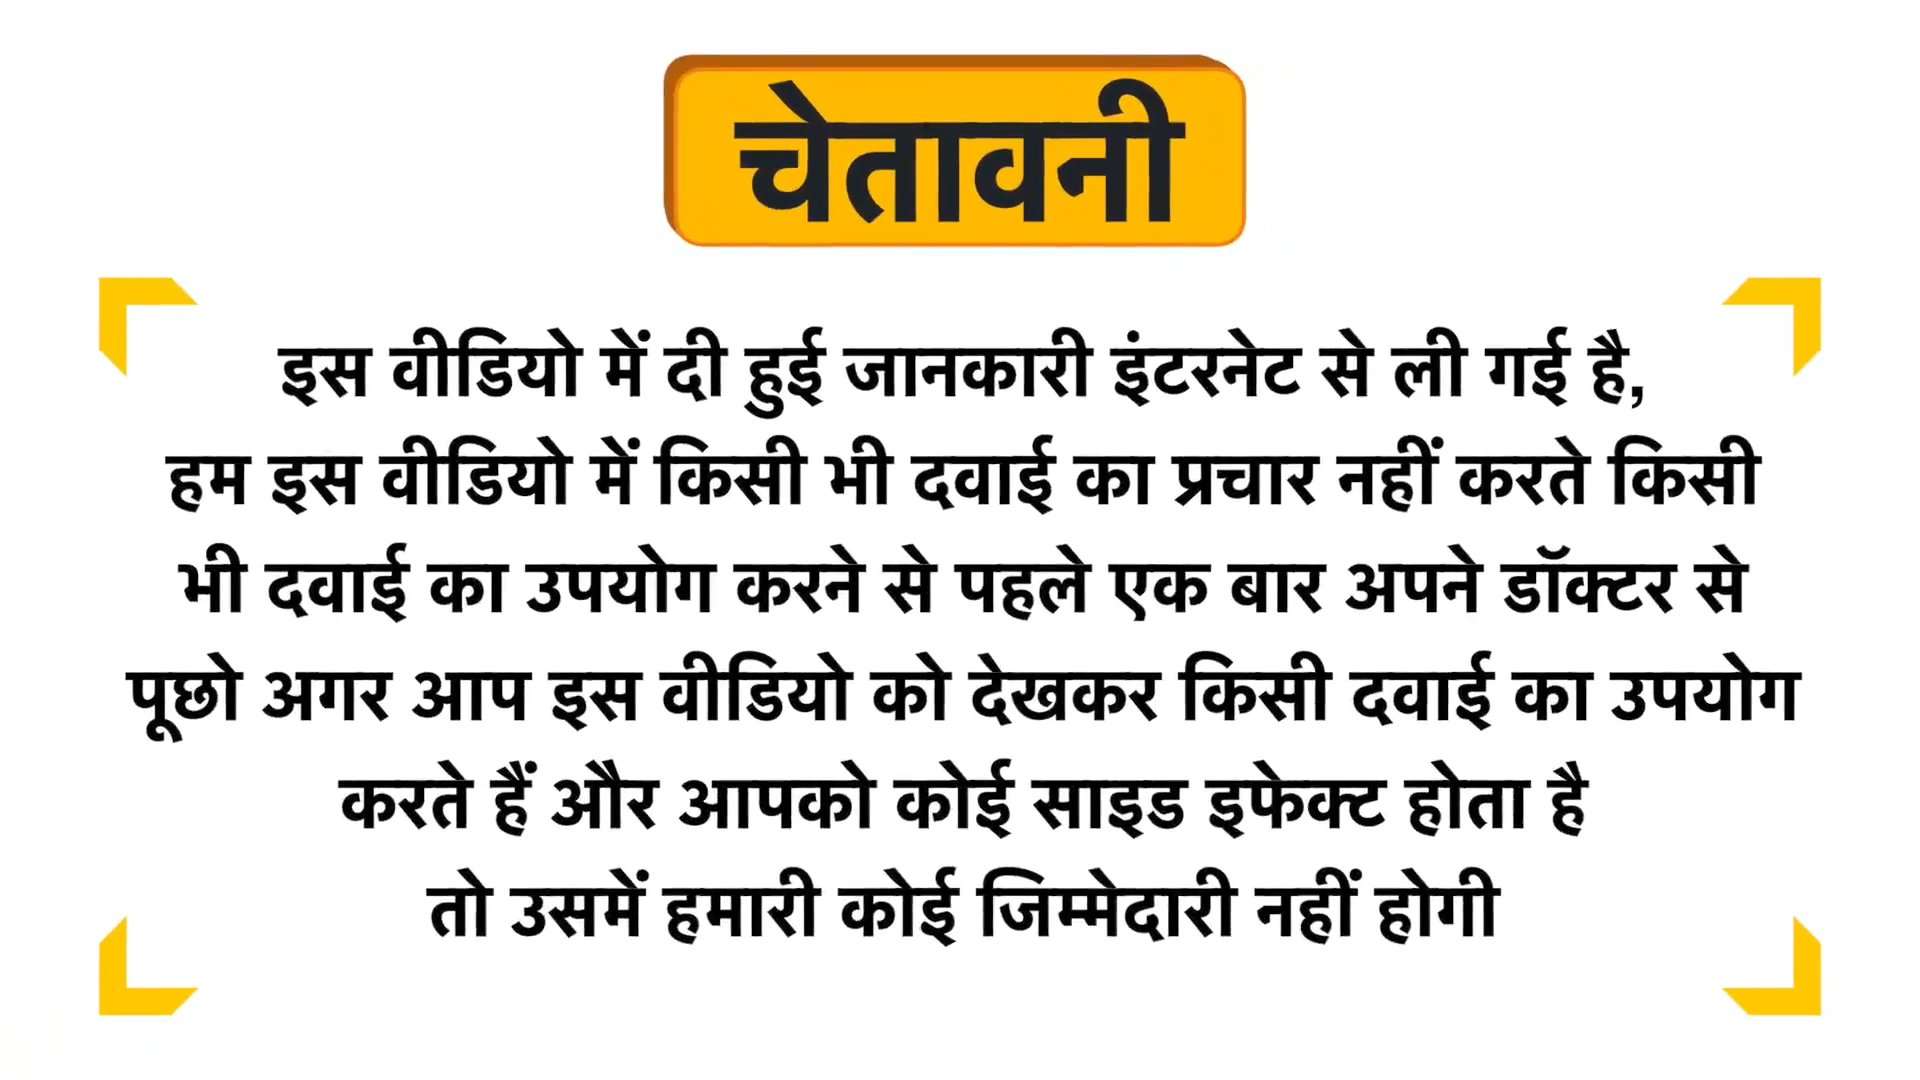 चेतावनी
इस वीडियो में दी हुई जानकारी इंटरनेट से ली गई है,
हम इस वीडियो में किसी भी दवाई का प्रचार नहीं करते किसी
भी दवाई का उपयोग करने से पहले एक बार अपने डॉक्टर से
पूछो अगर आप इस वीडियो को देखकर किसी दवाई का उपयोग
करते हैं और आपको कोई साइड इफेक्ट होता है
तो उसमें हमारी कोई जिम्मेदारी नहीं होगी